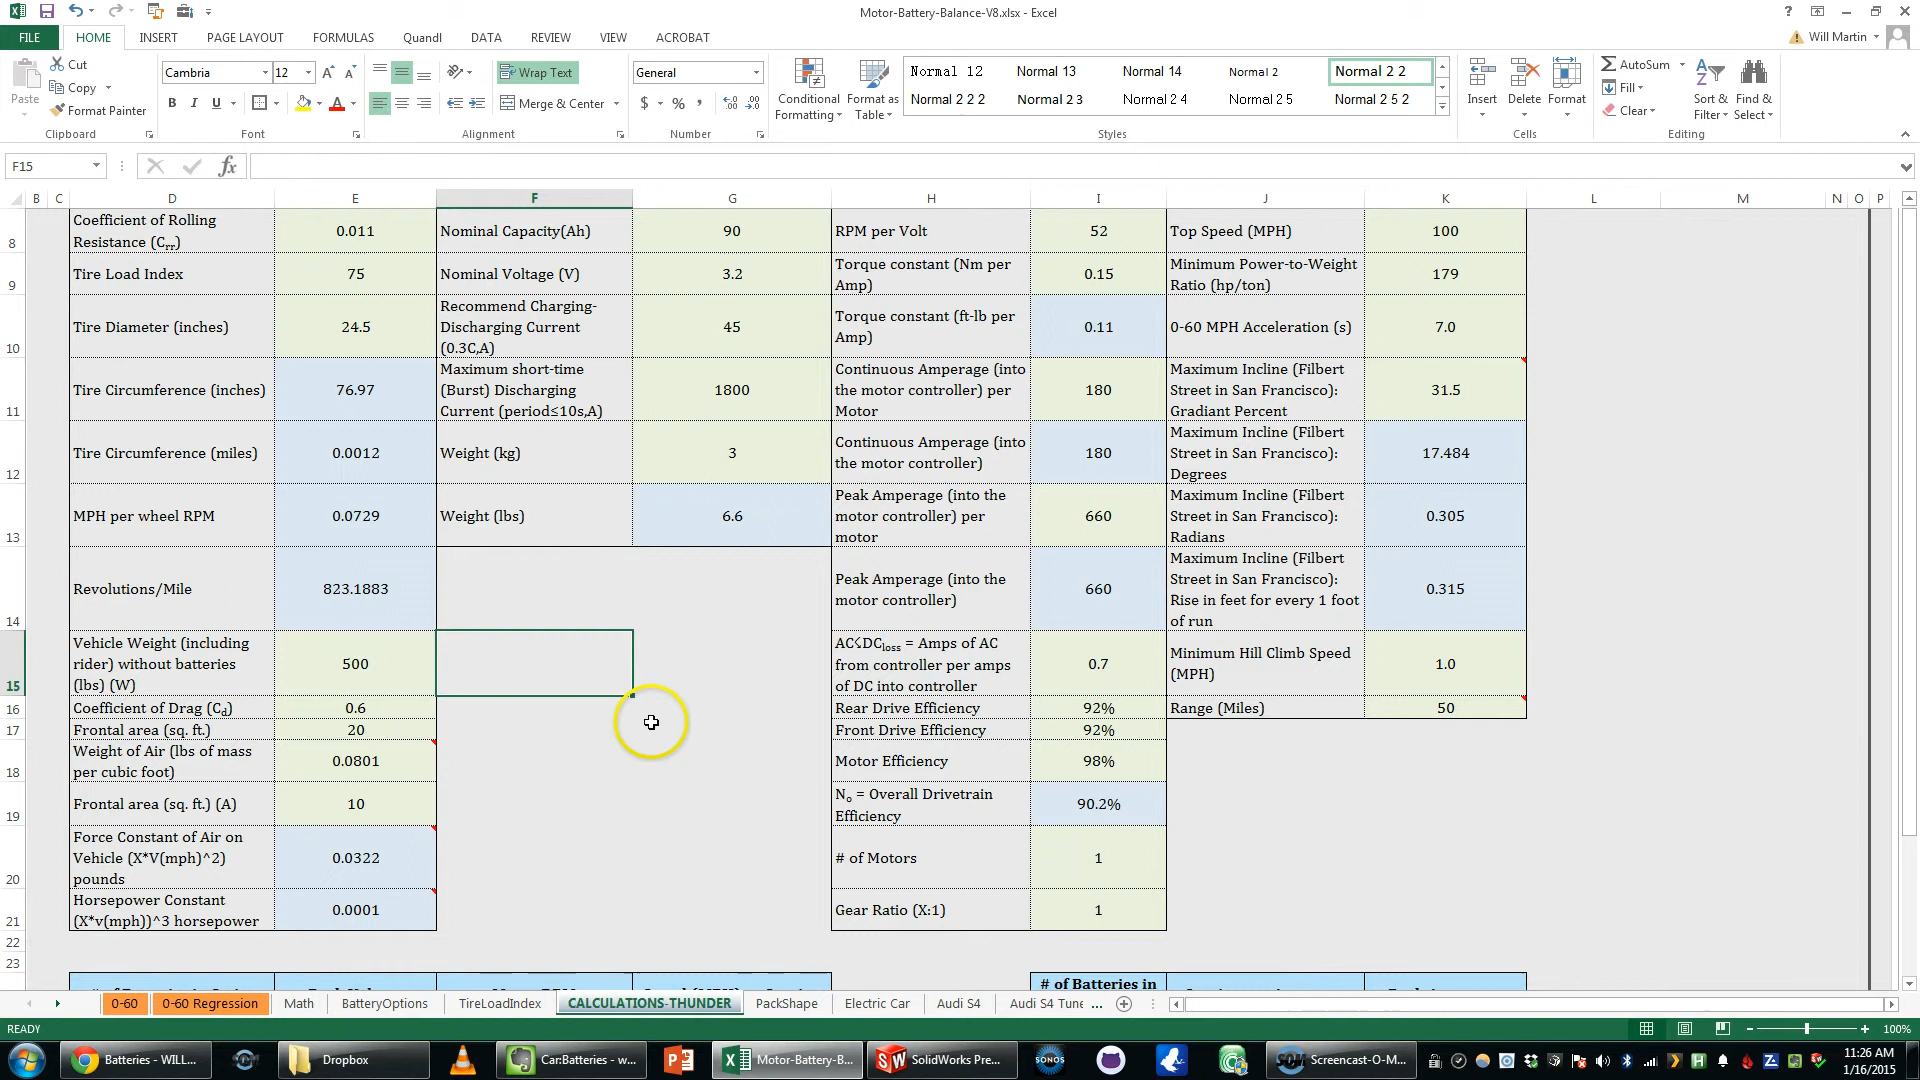 Motor-Battery-Balance-V8.xlsx - Excel
FILE
HOME
INSERT
PAGE LAYOUT
FORMULAS
Quandl
DATA
REVIEW
VIEW
ACROBAT
Will Martin
Paste
Cut
Copy
Format Painter
Clipboard
Cambria
12
B I U
Font
Wrap Text
Merge & Center
Alignment
General
$ % ,
Number
Conditional
Formatting
Format as
Table
Normal 12
Normal 13
Normal 14
Normal 2
Normal 2 2
Normal 2 2 2
Normal 2 3
Normal 2 4
Normal 2 5
Normal 2 5 2
Styles
Insert
Delete
Format
Cells
AutoSum
Fill
Clear
Sort &
Filter
Find &
Select
Editing
F15
fx
B C D E F G H I J K L M N O P
8
Coefficient of Rolling
Resistance (Crr)
0.011
Nominal Capacity(Ah)
90
RPM per Volt
52
Top Speed (MPH)
100
9
Tire Load Index
75
Nominal Voltage (V)
3.2
Torque constant (Nm per
Amp)
0.15
Minimum Power-to-Weight
Ratio (hp/ton)
179
10
Tire Diameter (inches)
24.5
Recommend Charging-
Discharging Current
(0.3C,A)
45
Torque constant (ft-lb per
Amp)
0.11
0-60 MPH Acceleration (s)
7.0
11
Tire Circumference (inches)
76.97
Maximum short-time
(Burst) Discharging
Current (period≤10s,A)
1800
Continuous Amperage (into
the motor controller) per
Motor
180
Maximum Incline (Filbert
Street in San Francisco):
Gradiant Percent
31.5
12
Tire Circumference (miles)
0.0012
Weight (kg)
3
Continuous Amperage (into
the motor controller)
180
Maximum Incline (Filbert
Street in San Francisco):
Degrees
17.484
13
MPH per wheel RPM
0.0729
Weight (lbs)
6.6
Peak Amperage (into the
motor controller) per
motor
660
Maximum Incline (Filbert
Street in San Francisco):
Radians
0.305
14
Revolutions/Mile
823.1883
Peak Amperage (into the
motor controller)
660
Maximum Incline (Filbert
Street in San Francisco):
Rise in feet for every 1 foot
of run
0.315
15
Vehicle Weight (including
rider) without batteries
(lbs) (W)
500
DCloss = Amps of AC
from controller per amps
of DC into controller
0.7
Minimum Hill Climb Speed
(MPH)
1.0
16
Coefficient of Drag (Cd)
0.6
Rear Drive Efficiency
92%
Range (Miles)
50
17
Frontal area (sq. ft.)
20
Front Drive Efficiency
92%
18
Weight of Air (lbs of mass
per cubic foot)
0.0801
Motor Efficiency
98%
19
Frontal area (sq. ft.) (A)
10
No = Overall Drivetrain
Efficiency
90.2%
20
Force Constant of Air on
Vehicle (X*V(mph)^2)
pounds
0.0322
# of Motors
1
21
Horsepower Constant
(X*v(mph))^3 horsepower
0.0001
Gear Ratio (X:1)
1
22
23
# of Batteries in
0-60
0-60 Regression
Math
BatteryOptions
TireLoadIndex
CALCULATIONS-THUNDER
PackShape
Electric Car
Audi S4
Audi S4 Tune ...
READY
100%
Batteries - WILL...
Dropbox
Car:Batteries - w...
Motor-Battery-B...
SolidWorks Pre...
SONOS
Screencast-O-M...
11:26 AM
1/16/2015